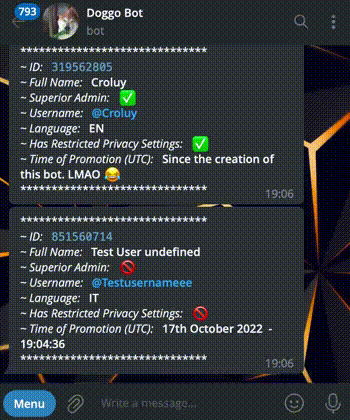 793
Doggo Bot
bot
******************************
~ ID: 319562805
~ Full Name: Croluy
~ Superior Admin: ✅
~ Username: @Croluy
~ Language: EN
~ Has Restricted Privacy Settings: ✅
~ Time of Promotion (UTC): Since the creation of
this bot. LMAO 😂
******************************
19:06
******************************
~ ID: 851560714
~ Full Name: Test User undefined
~ Superior Admin: 🚫
~ Username: @Testusernameee
~ Language: IT
~ Has Restricted Privacy Settings: 🚫
~ Time of Promotion (UTC): 17th October 2022 -
19:04:36
******************************
19:06
Menu
Write a message...